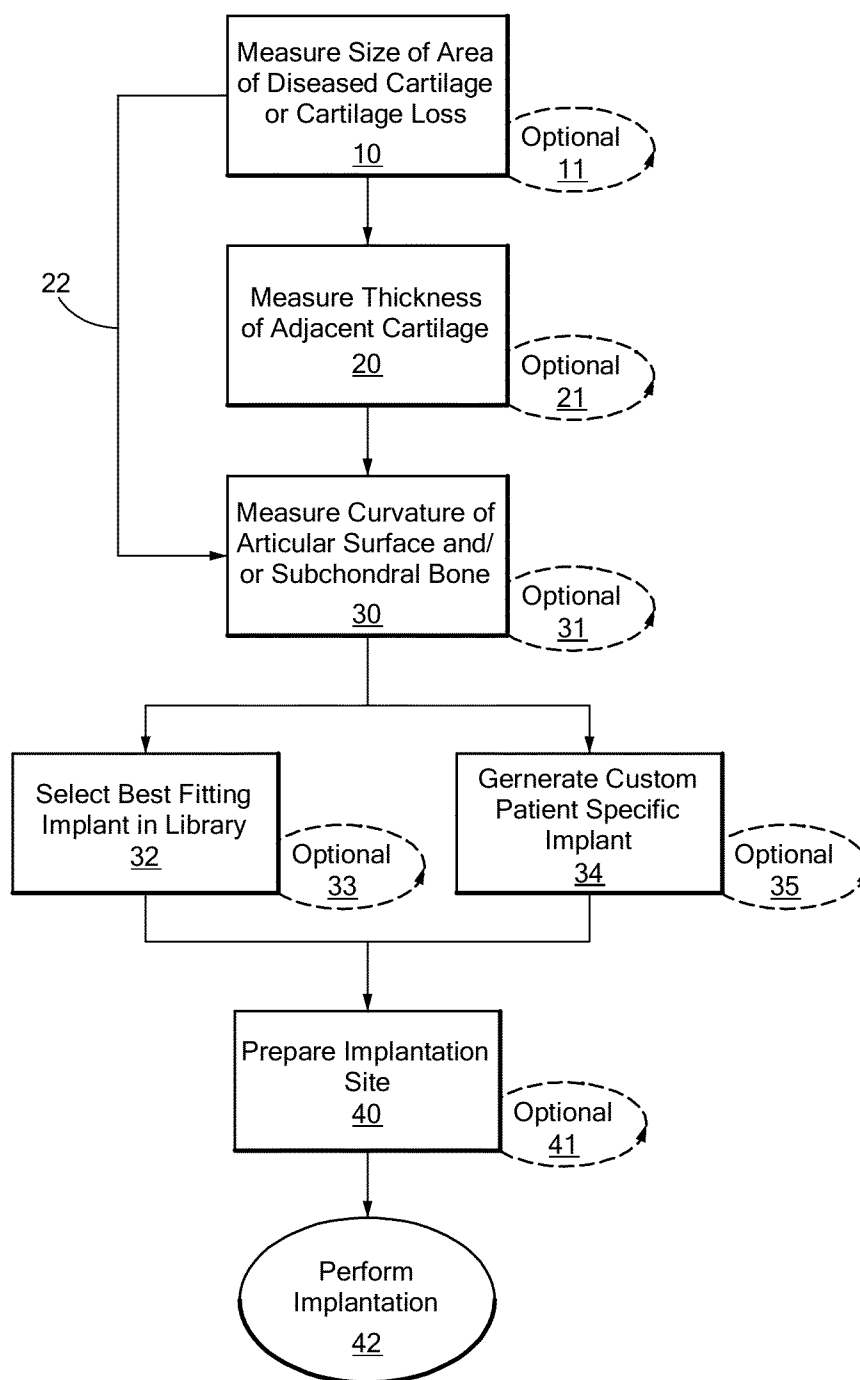 Measure Size of Area
of Diseased Cartilage
or Cartilage Loss
10
Optional
11
22
Measure Thickness
of Adjacent Cartilage
20
Optional
21
Measure Curvature of
Articular Surface and/
or Subchondral Bone
30
Optional
31
Select Best Fitting
Implant in Library
32
Optional
33
Gernerate Custom
Patient Specific
Implant
34
Optional
35
Prepare Implantation
Site
40
Optional
41
Perform
Implantation
42